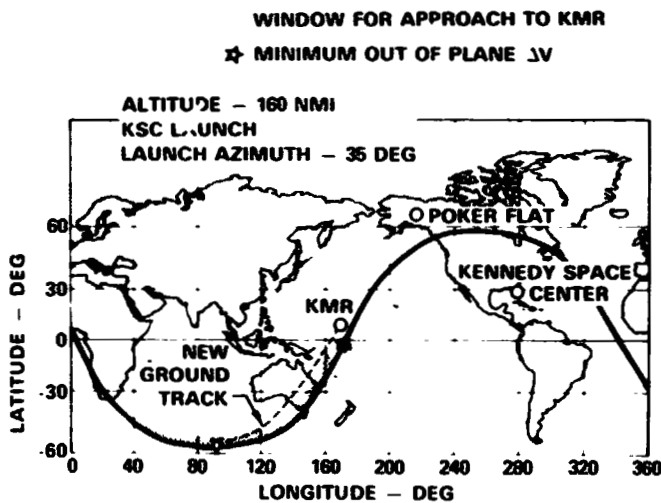 WINDOW FOR APPROACH TO KMR
☆ MINIMUM OUT OF PLANE ΔV
ALTITUDE – 160 NMI
KSC LAUNCH
LAUNCH AZIMUTH – 35 DEG
POKER FLAT
KENNEDY SPACE
CENTER
KMR
NEW
GROUND
TRACK
LATITUDE – DEG
60
30
0
-30
-60
0 40 80 120 160 200 240 280 320 360
LONGITUDE – DEG